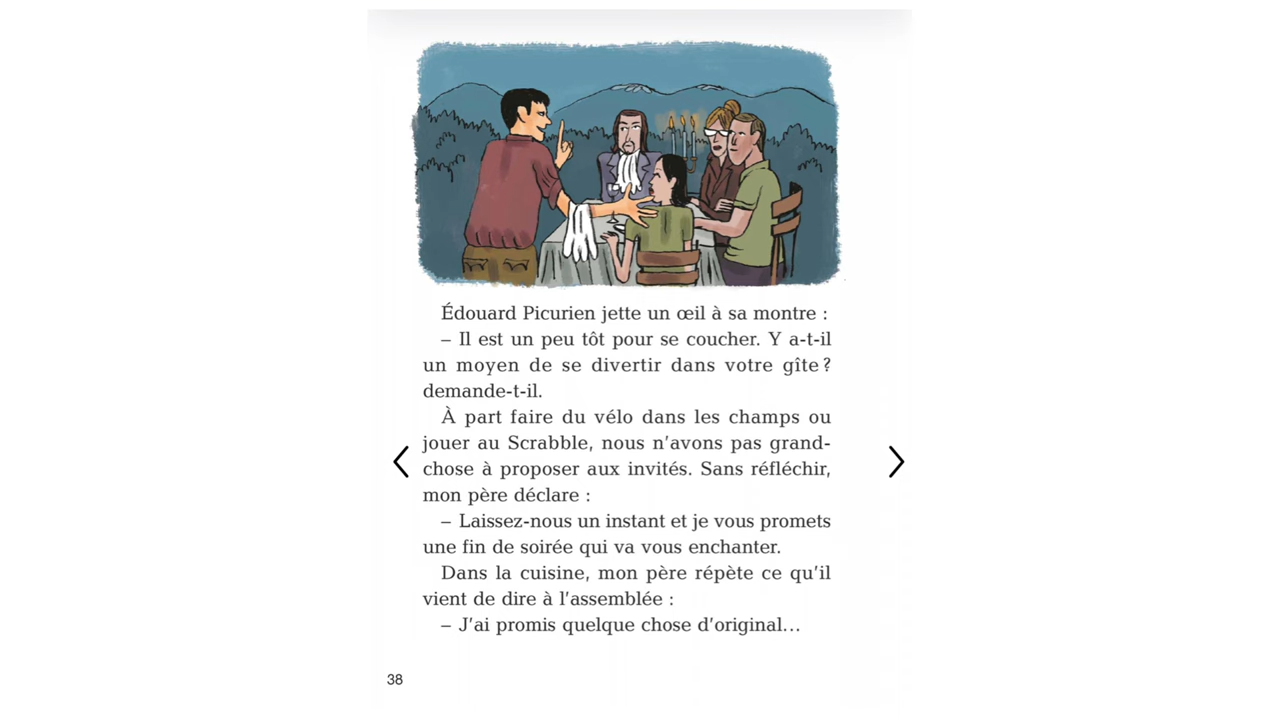 Édouard Picurien jette un œil à sa montre :
– Il est un peu tôt pour se coucher. Y a-t-il
un moyen de se divertir dans votre gîte ?
demande-t-il.
À part faire du vélo dans les champs ou
jouer au Scrabble, nous n’avons pas grand-
chose à proposer aux invités. Sans réfléchir,
mon père déclare :
– Laissez-nous un instant et je vous promets
une fin de soirée qui va vous enchanter.
Dans la cuisine, mon père répète ce qu’il
vient de dire à l’assemblée :
– J’ai promis quelque chose d’original…
38